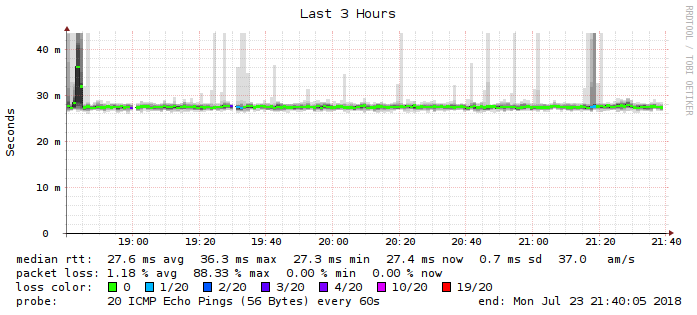 Last 3 Hours
RRDTOOL / TOBI OETIKER
Seconds
40 m
30 m
20 m
10 m
0
19:00 19:20 19:40 20:00 20:20 20:40 21:00 21:20 21:40
median rtt: 27.6 ms avg 36.3 ms max 27.3 ms min 27.4 ms now 0.7 ms sd 37.0 am/s
packet loss: 1.18 % avg 88.33 % max 0.00 % min 0.00 % now
loss color: 0 1/20 2/20 3/20 4/20 10/20 19/20
probe: 20 ICMP Echo Pings (56 Bytes) every 60s end: Mon Jul 23 21:40:05 2018